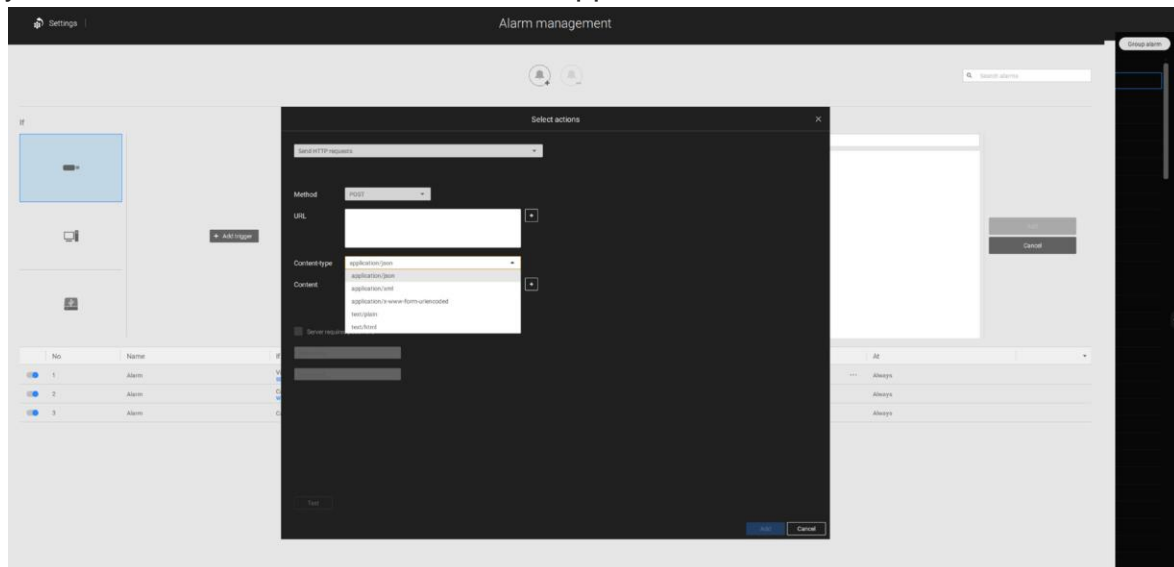 Settings
Alarm management
Group alarm
Search alarms
If
Select actions
Send HTTP requests
Method
POST
URL
+ Add trigger
Add
Cancel
Content-type
application/json
application/json
Content
application/xml
application/x-www-form-urlencoded
text/plain
text/html
Server require
No
Name
If
At
1
Alarm
Always
2
Alarm
Always
3
Alarm
Always
Test
Add
Cancel